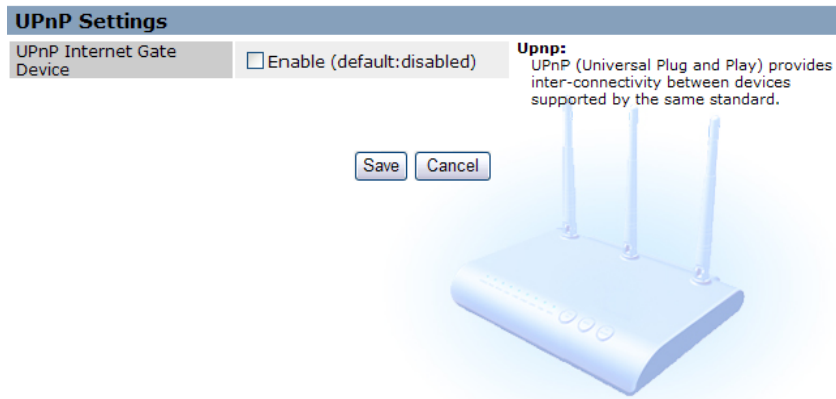 UPnP Settings
UPnP Internet Gate
Device
Enable (default:disabled)
Upnp:
UPnP (Universal Plug and Play) provides
inter-connectivity between devices
supported by the same standard.
Save
Cancel